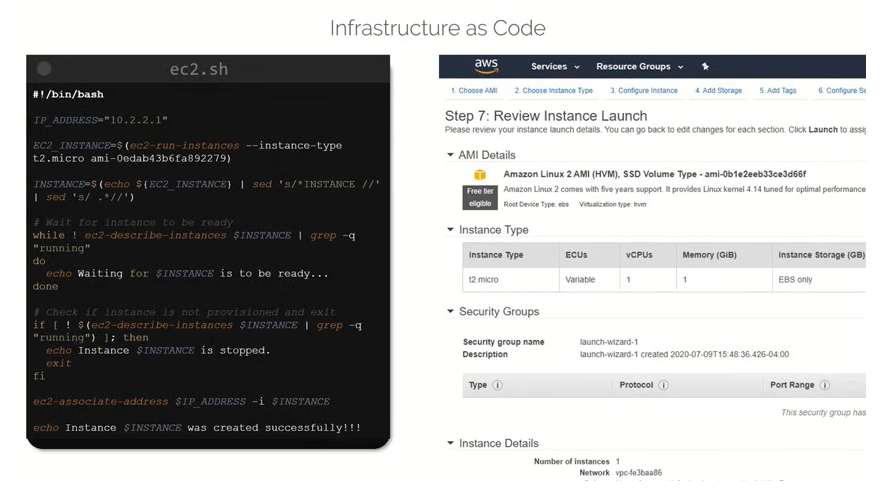 Infrastructure as Code
ec2.sh
#!/bin/bash
IP_ADDRESS="10.2.2.1"
EC2_INSTANCE=$(ec2-run-instances --instance-type
t2.micro ami-0edab43b6fa892279)
INSTANCE=$(echo ${EC2_INSTANCE} | sed 's/*INSTANCE //'
| sed 's/ .*//')
# Wait for instance to be ready
while ! ec2-describe-instances $INSTANCE | grep -q
"running"
do
echo Waiting for $INSTANCE is to be ready...
done
# Check if instance is not provisioned and exit
if [ ! $(ec2-describe-instances $INSTANCE | grep -q
"running") ]; then
echo Instance $INSTANCE is stopped.
exit
fi
ec2-associate-address $IP_ADDRESS -i $INSTANCE
echo Instance $INSTANCE was created successfully!!!
aws Services Resource Groups
1. Choose AMI 2. Choose Instance Type 3. Configure Instance 4. Add Storage 5. Add Tags 6. Configure Se
Step 7: Review Instance Launch
Please review your instance launch details. You can go back to edit changes for each section. Click Launch to assig
AMI Details
Amazon Linux 2 AMI (HVM), SSD Volume Type - ami-0b1e2eeb33ce3d66f
Free tier
eligible
Amazon Linux 2 comes with five years support. It provides Linux kernel 4.14 tuned for optimal performance
Root Device Type: ebs Virtualization type: hvm
Instance Type
Instance Type ECUs vCPUs Memory (GiB) Instance Storage (GB)
t2.micro Variable 1 1 EBS only
Security Groups
Security group name launch-wizard-1
Description launch-wizard-1 created 2020-07-09T15:48:36.426-04:00
Type Protocol Port Range
This security group has
Instance Details
Number of instances 1
Network vpc-fe3baa86